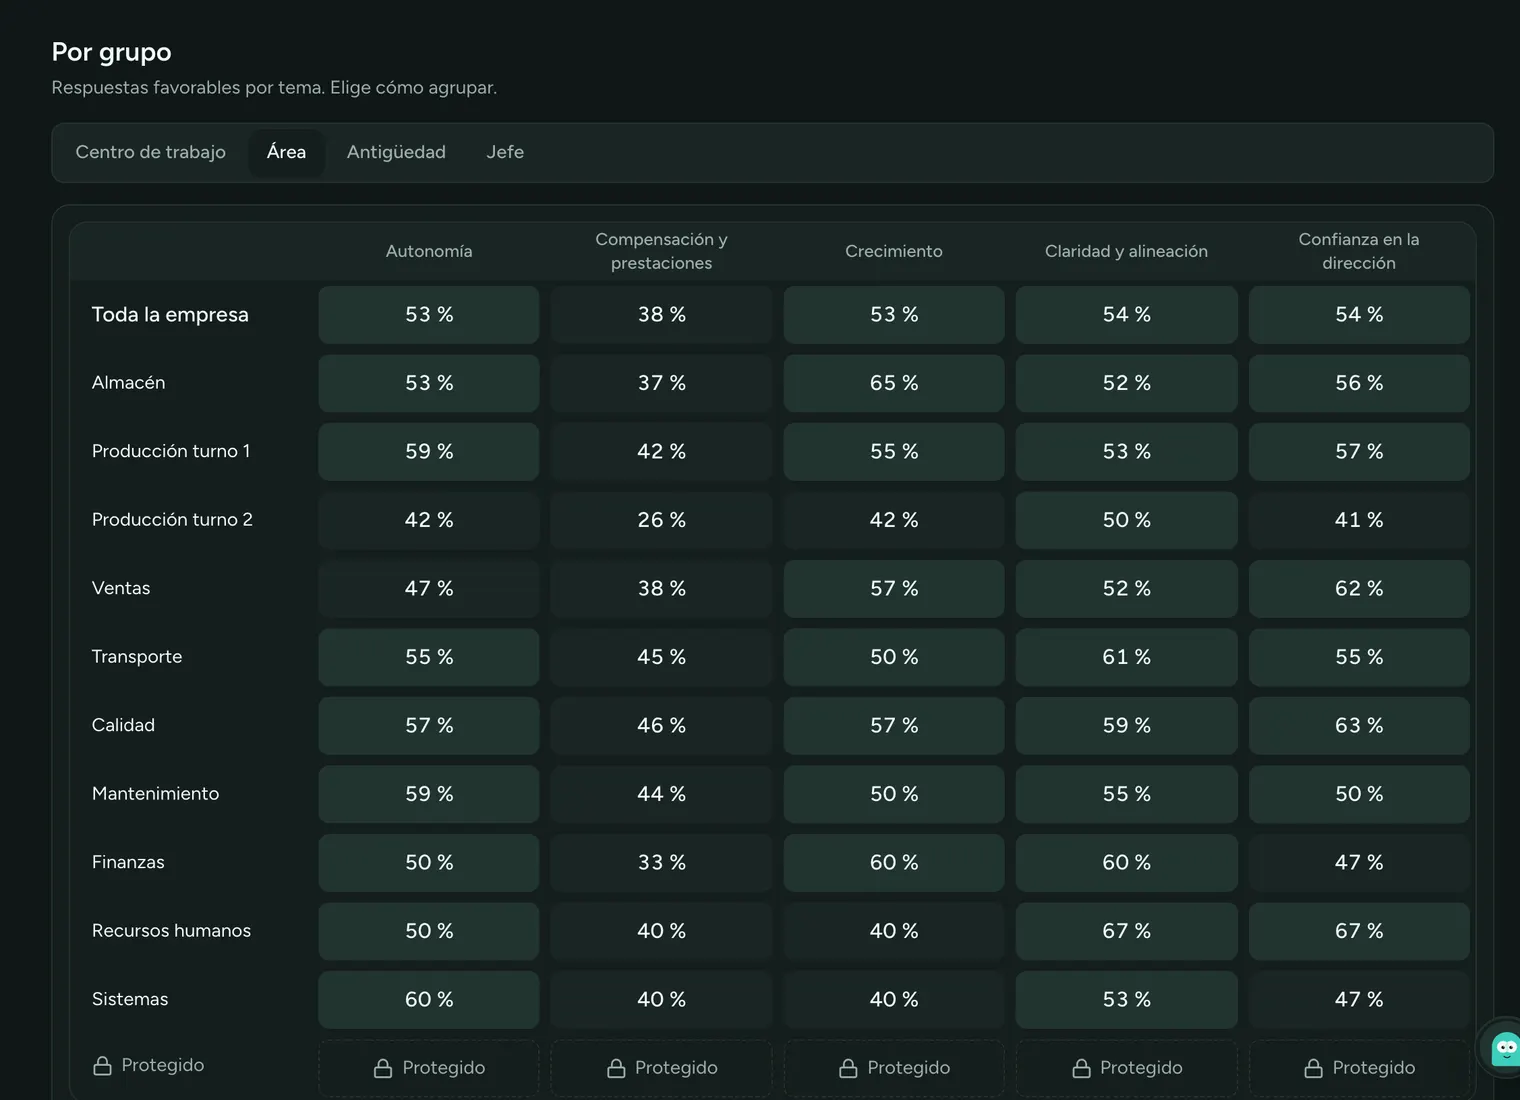 Por grupo
Respuestas favorables por tema. Elige cómo agrupar.
Centro de trabajo Área Antigüedad Jefe
Autonomía Compensación y prestaciones Crecimiento Claridad y alineación Confianza en la dirección
Toda la empresa 53 % 38 % 53 % 54 % 54 %
Almacén 53 % 37 % 65 % 52 % 56 %
Producción turno 1 59 % 42 % 55 % 53 % 57 %
Producción turno 2 42 % 26 % 42 % 50 % 41 %
Ventas 47 % 38 % 57 % 52 % 62 %
Transporte 55 % 45 % 50 % 61 % 55 %
Calidad 57 % 46 % 57 % 59 % 63 %
Mantenimiento 59 % 44 % 50 % 55 % 50 %
Finanzas 50 % 33 % 60 % 60 % 47 %
Recursos humanos 50 % 40 % 40 % 67 % 67 %
Sistemas 60 % 40 % 40 % 53 % 47 %
Protegido Protegido Protegido Protegido Protegido Protegido